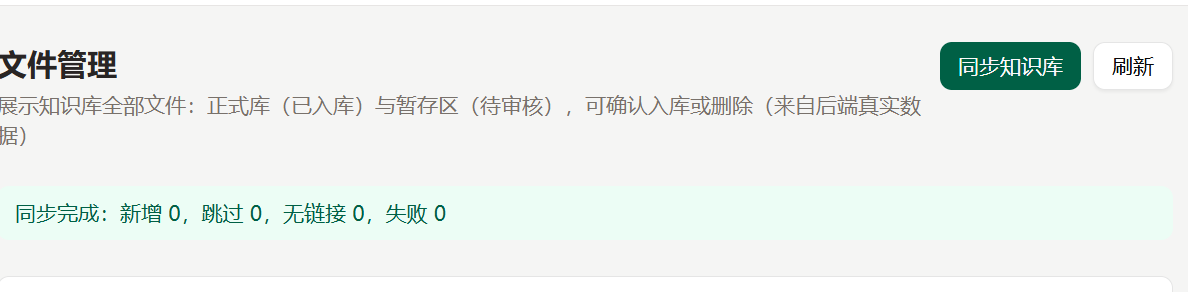 文件管理
同步知识库
刷新
展示知识库全部文件：正式库（已入库）与暂存区（待审核），可确认入库或删除（来自后端真实数
据）
同步完成：新增 0，跳过 0，无链接 0，失败 0